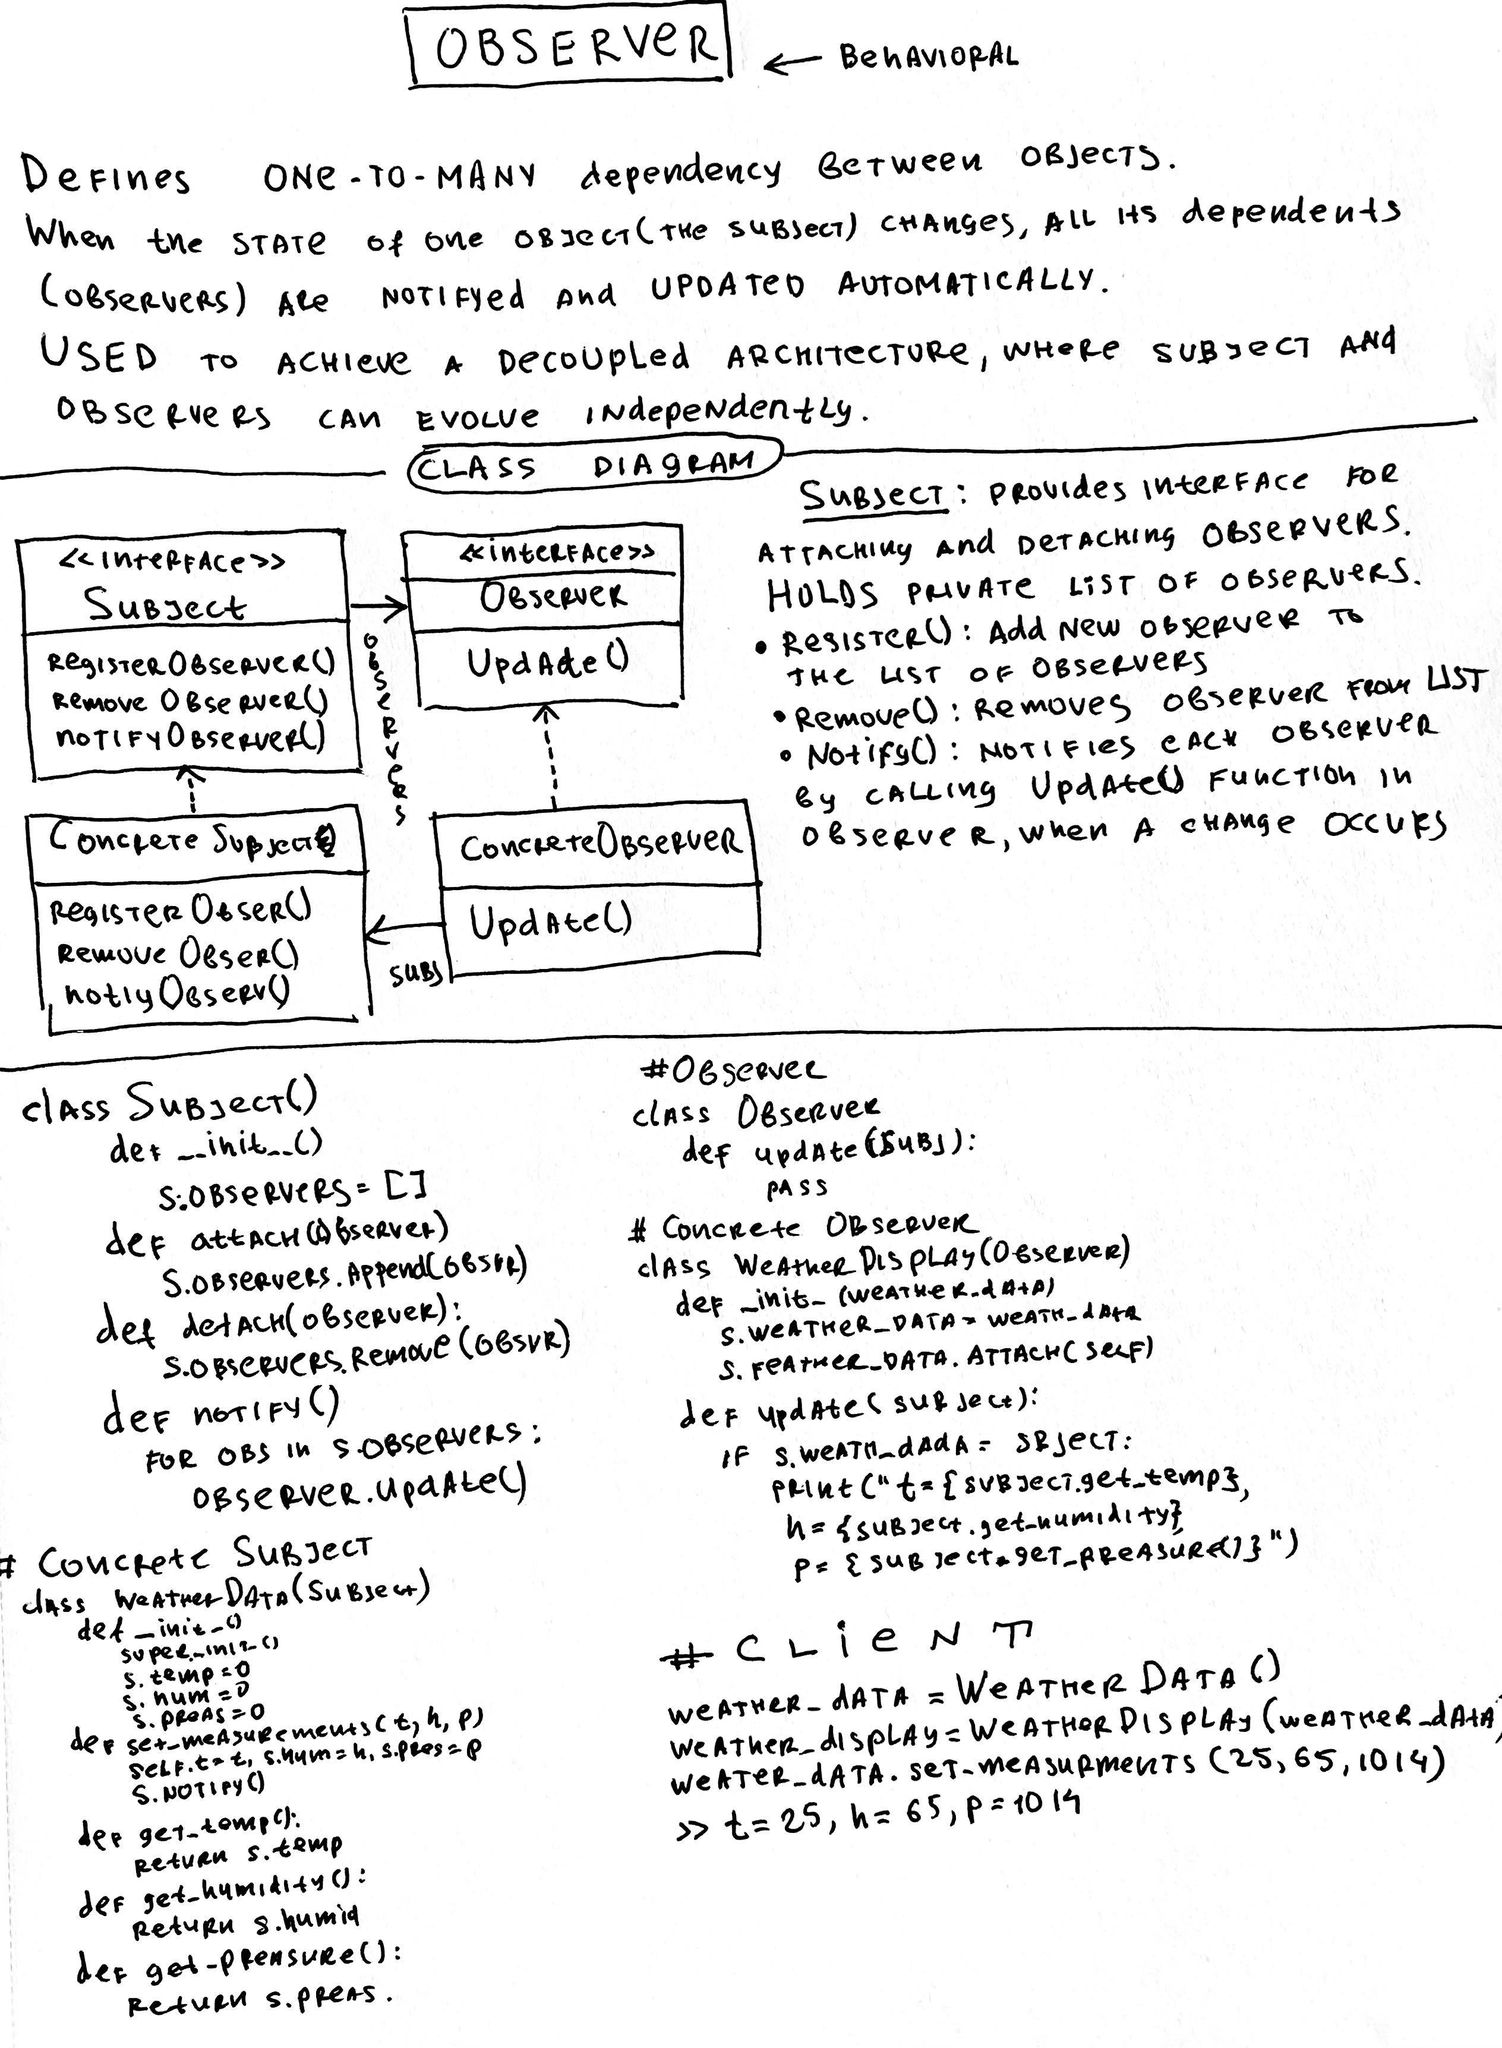 OBSERVER
← BEHAVIORAL
DEFINES ONE-TO-MANY dependency BETWEEN OBJECTS.
When the STATE of one OBJECT (THE SUBJECT) CHANGES, ALL its dependents
(OBSERVERS) ARE NOTIFYed and UPDATED AUTOMATICALLY.
USED TO ACHIEVE A DECOUPLED ARCHITECTURE, WHERE SUBJECT AND
OBSERVERS CAN EVOLVE INdepeNdentLy.
CLASS DIAGRAM
<<INTERFACE>>
SUBJECT
REGISTEROBSERVER()
REMOVE OBSERVER()
NOTIFYOBSERVER()
OBSERVERS
<<INTERFACE>>
OBSERVER
UpdAte()
CONCRETE SUBJECT
REGISTER OBSER()
REMOVE OBSER()
notIyOBSERV()
SUBJ
CONCRETEOBSERVER
UpdAte()
SUBJECT: PROVIDES INTERFACE FOR
ATTACHING and DETACHING OBSERVERS.
HOLDS PRIVATE LIST OF OBSERVERS.
• RESISTER(): Add NEW OBSERVER TO
THE LIST OF OBSERVERS
• REMOVE(): REMOVES OBSERVER FROM LIST
• Notify(): NOTIFIES EACH OBSERVER
By CALLING UpdAte() FUNCTION IN
OBSERVER, WHEN A CHANGE OCCURS
class SUBJECT()
def __init__()
S.OBSERVERS = []
def attACH(OBSERVER)
S.OBSERVERS.Append(OBSVR)
def detACH(OBSERVER):
S.OBSERVERS.Remove(OBSVR)
def NOTIFY()
FOR OBS in S.OBSERVERS:
OBSERVER.UpdAte()
# CONCRETE SUBJECT
class WEATHERDATA(SUBJECT)
def _init_()
SUPER_INIT_()
S.temp=0
S.hum=0
S.PREAS=0
def set_meASUREMENTS(t, h, p)
SELF.t=t, S.hum=h, S.pres=p
S.NOTIFY()
def get_temp():
RETURN S.temp
def get_humidity():
RETURN S.humid
def get-PREASURE():
RETURN S.PREAS.
#OBSERVER
class OBSERVER
def updAte(SUBJ):
PASS
# Concrete OBSERVER
class WEATHERDISPLAY(OBSERVER)
def _init_(WEATHER_dATA)
S.WEATHER_DATA = WEATH_dATA
S.FEATHER_DATA.ATTACH(SELF)
def updAte(SUBJECT):
IF S.WEATH_dAdA = SBJECT:
PRINT("t={SUBJECT.get_temp},
h={SUBJECT.get_humidity}
P={SUBJECT.GET_PREASURE()}")
# CLIENT
WEATHER_dATA = WEATHERDATA()
WEATHER_dISPLAY = WEATHERDISPLAY(WEATHER_dATA)
WEATER_dATA.SET_MEASURMENTS(25, 65, 1014)
>> t=25, h=65, P=1014